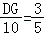 DG/10 = 3/5